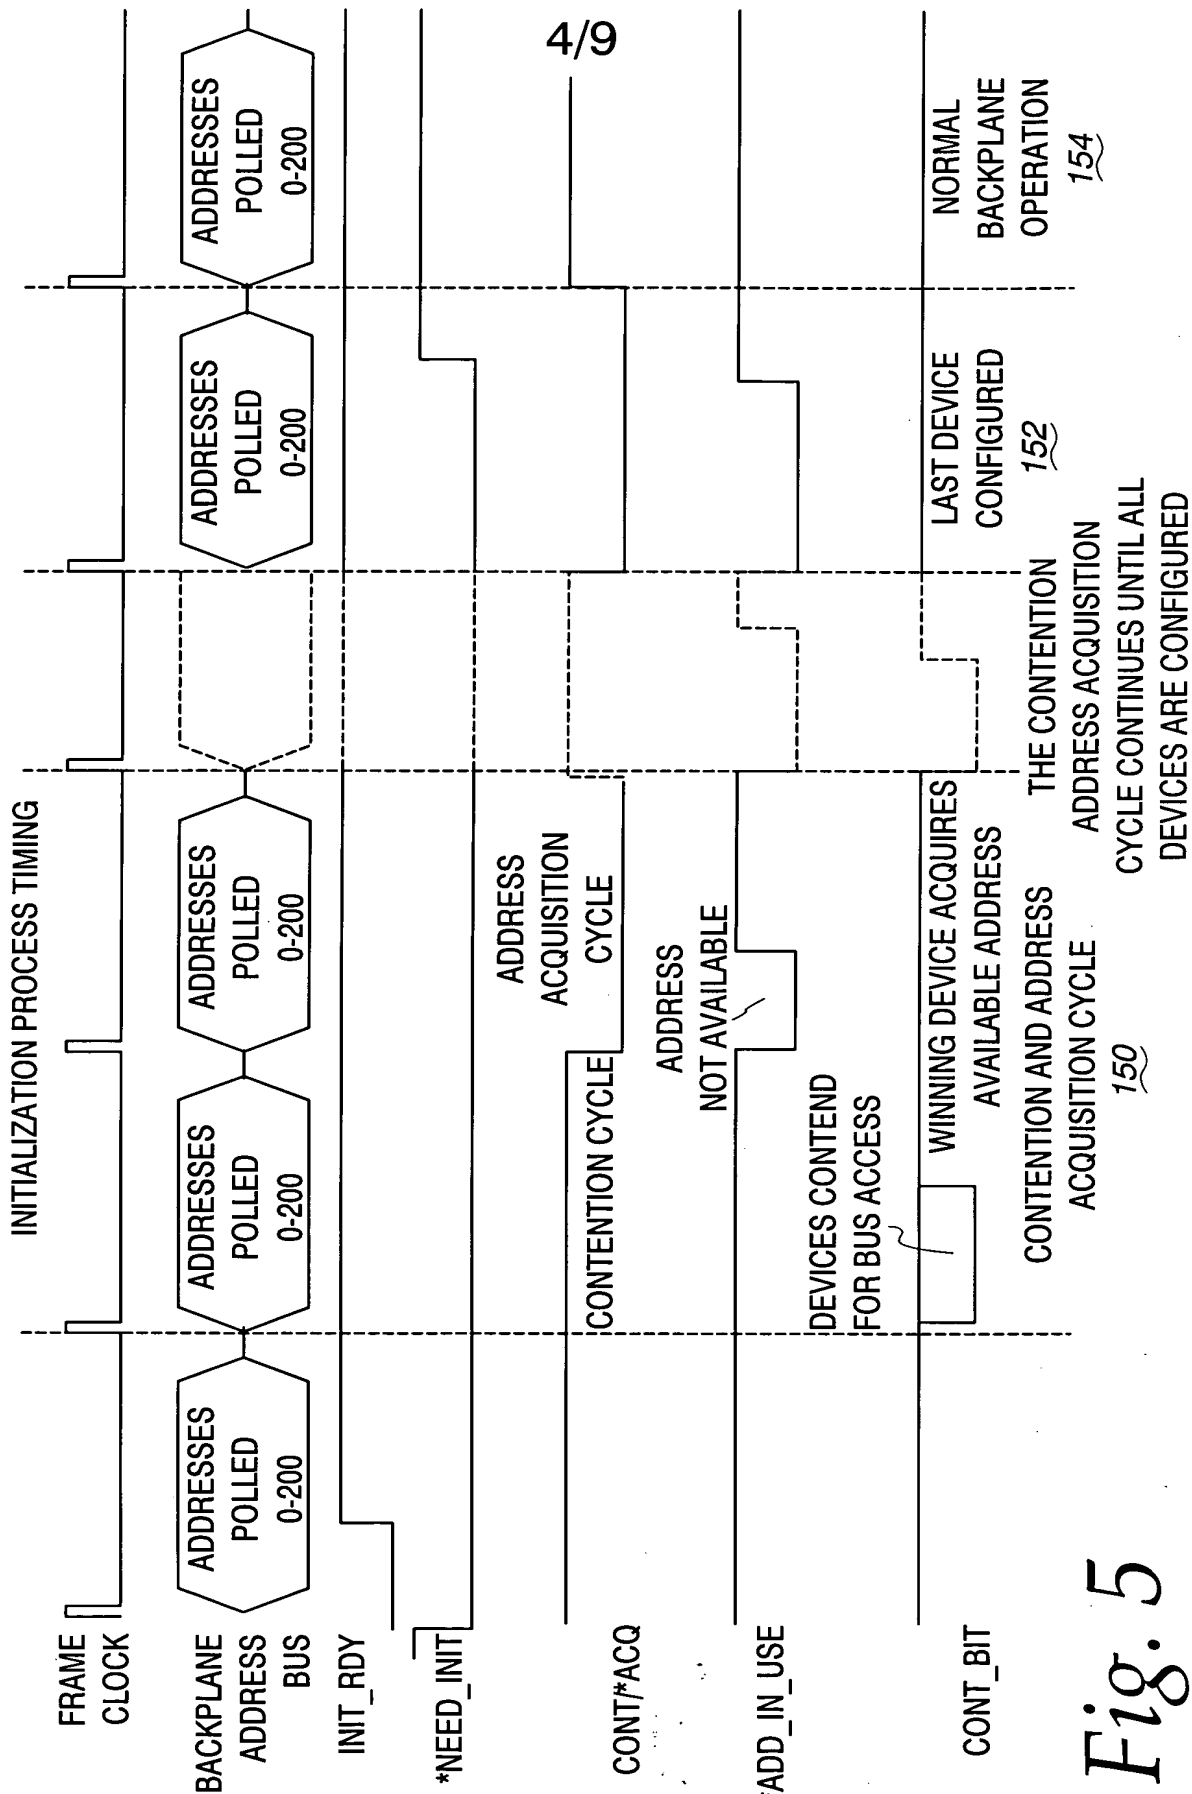 4/9
INITIALIZATION PROCESS TIMING
FRAME
CLOCK
BACKPLANE
ADDRESS
BUS
ADDRESSES
POLLED
0-200
ADDRESSES
POLLED
0-200
ADDRESSES
POLLED
0-200
ADDRESSES
POLLED
0-200
ADDRESSES
POLLED
0-200
INIT_RDY
*NEED_INIT
CONT/*ACQ
CONTENTION CYCLE
ADDRESS
ACQUISITION
CYCLE
ADD_IN_USE
ADDRESS
NOT AVAILABLE
CONT_BIT
DEVICES CONTEND
FOR BUS ACCESS
WINNING DEVICE ACQUIRES
AVAILABLE ADDRESS
CONTENTION AND ADDRESS
ACQUISITION CYCLE
150
THE CONTENTION
ADDRESS ACQUISITION
CYCLE CONTINUES UNTIL ALL
DEVICES ARE CONFIGURED
LAST DEVICE
CONFIGURED
152
NORMAL
BACKPLANE
OPERATION
154
Fig. 5